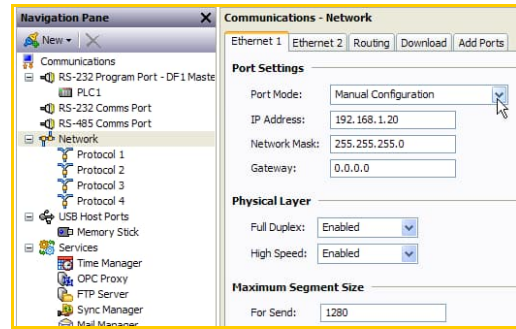 Navigation Pane X
New
Communications
RS-232 Program Port - DF1 Maste
PLC1
RS-232 Comms Port
RS-485 Comms Port
Network
Protocol 1
Protocol 2
Protocol 3
Protocol 4
USB Host Ports
Memory Stick
Services
Time Manager
OPC Proxy
FTP Server
Sync Manager
Mail Manager
Communications - Network
Ethernet 1 Ethernet 2 Routing Download Add Ports
Port Settings
Port Mode: Manual Configuration
IP Address: 192.168.1.20
Network Mask: 255.255.255.0
Gateway: 0.0.0.0
Physical Layer
Full Duplex: Enabled
High Speed: Enabled
Maximum Segment Size
For Send: 1280